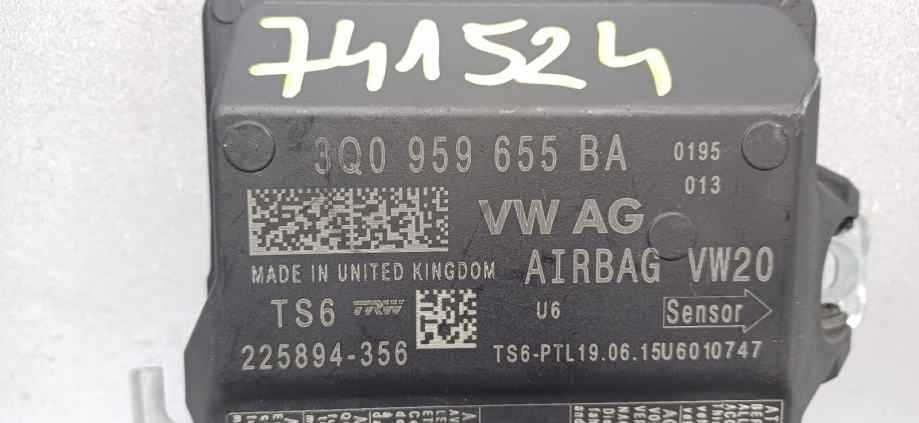 741524
3Q0 959 655 BA 0195
013
VW AG
AIRBAG VW20
MADE IN UNITED KINGDOM
TS6 TRW U6 Sensor
225894-356 TS6-PTL19.06.15U6010747